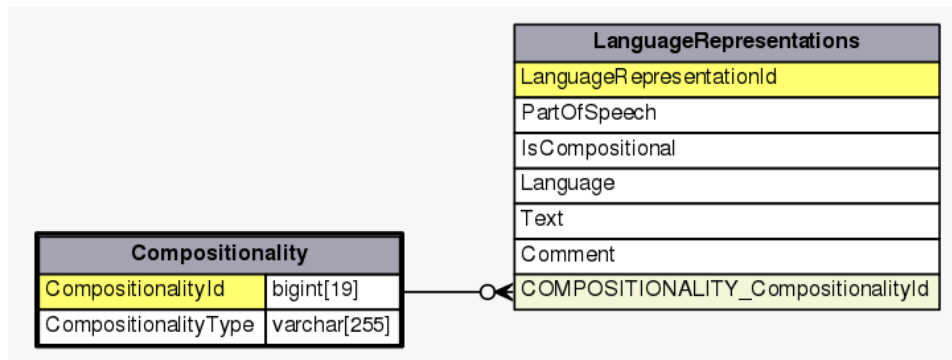 LanguageRepresentations
LanguageRepresentationId
PartOfSpeech
IsCompositional
Language
Text
Comment
COMPOSITIONALITY_CompositionalityId
Compositionality
CompositionalityId bigint[19]
CompositionalityType varchar[255]